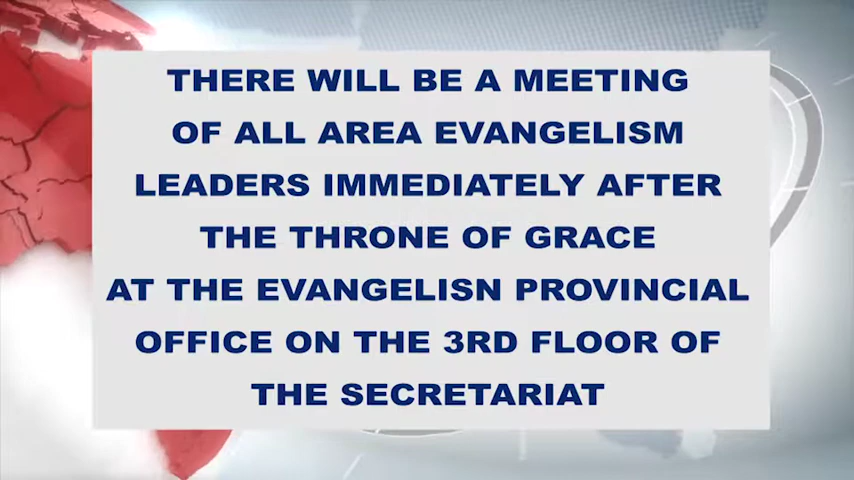 THERE WILL BE A MEETING
OF ALL AREA EVANGELISM
LEADERS IMMEDIATELY AFTER
THE THRONE OF GRACE
AT THE EVANGELISN PROVINCIAL
OFFICE ON THE 3RD FLOOR OF
THE SECRETARIAT